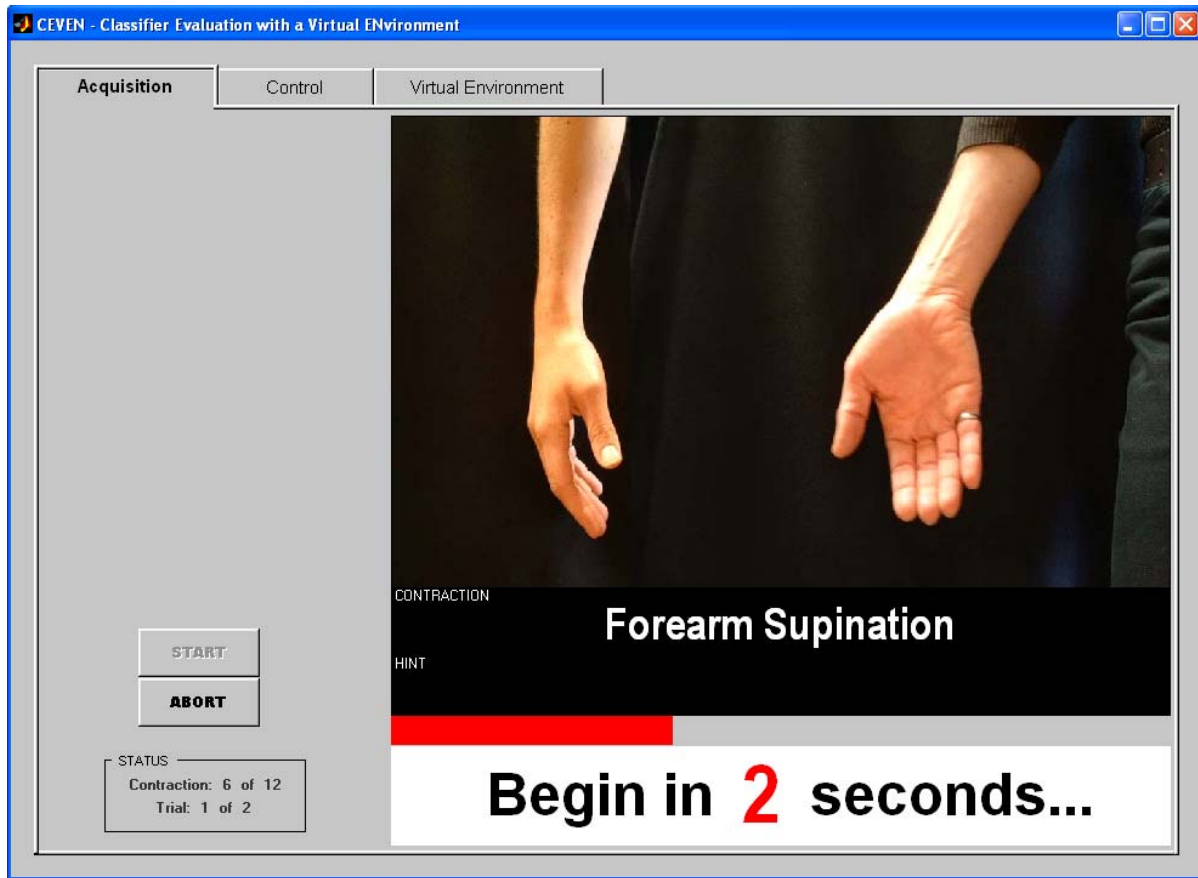 CEVEN - Classifier Evaluation with a Virtual ENvironment
Acquisition
Control
Virtual Environment
CONTRACTION
Forearm Supination
HINT
START
ABORT
STATUS
Contraction: 6 of 12
Trial: 1 of 2
Begin in 2 seconds...